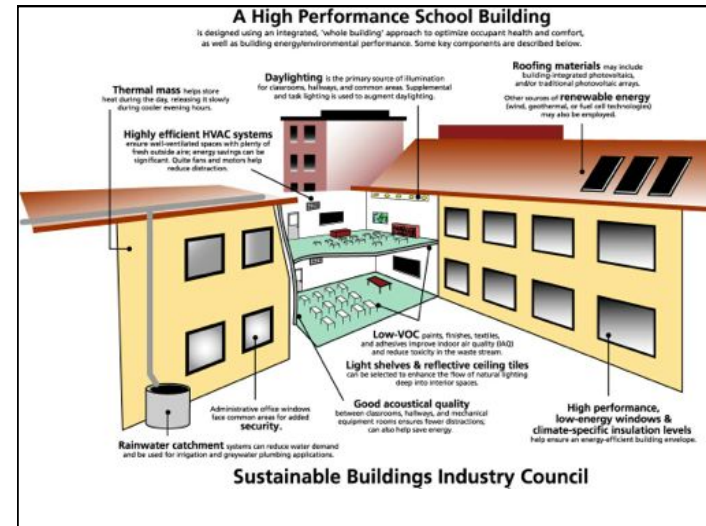 A High Performance School Building
is designed using an integrated, 'whole building' approach to optimize occupant health and comfort,
as well as building energy/environmental performance. Some key components are described below.
Thermal mass helps store
heat during the day, releasing it slowly
during cooler evening hours.
Daylighting is the primary source of illumination
for classrooms, hallways, and common areas. Supplemental
and task lighting is used to augment daylighting.
Roofing materials may include
building-integrated photovoltaics,
and/or traditional photovoltaic arrays.
Other sources of renewable energy
(wind, geothermal, or fuel cell technologies)
may also be employed.
Highly efficient HVAC systems
ensure well-ventilated spaces with plenty of
fresh outside aire; energy savings can be
significant. Quite fans and motors help
reduce distraction.
Low-VOC paints, finishes, textiles,
and adhesives improve indoor air quality (IAQ)
and reduce toxicity in the waste stream.
Light shelves & reflective ceiling tiles
can be selected to enhance the flow of natural lighting
deep into interior spaces.
Good acoustical quality
between classrooms, hallways, and mechanical
equipment rooms ensures fewer distractions;
can also help save energy.
Administrative office windows
face common areas for added
security.
Rainwater catchment systems can reduce water demand
and be used for irrigation and greywater plumbing applications.
High performance,
low-energy windows &
climate-specific insulation levels
help ensure an energy-efficient building envelope.
Sustainable Buildings Industry Council